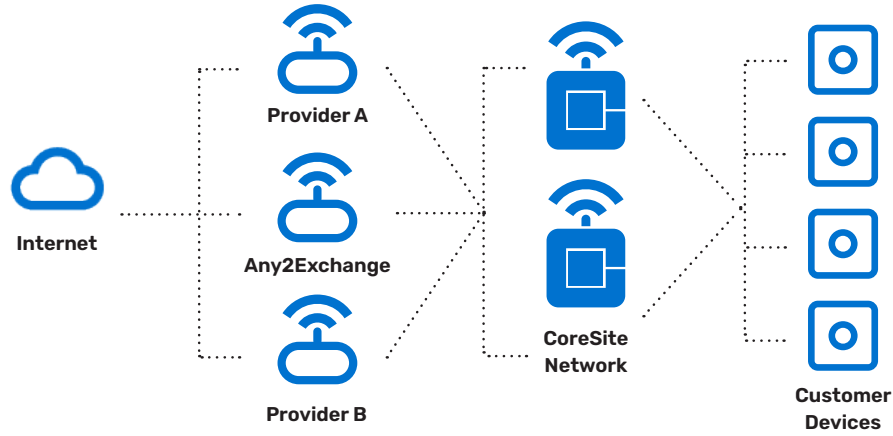 Provider A
Internet
Any2Exchange
Provider B
CoreSite
Network
Customer
Devices